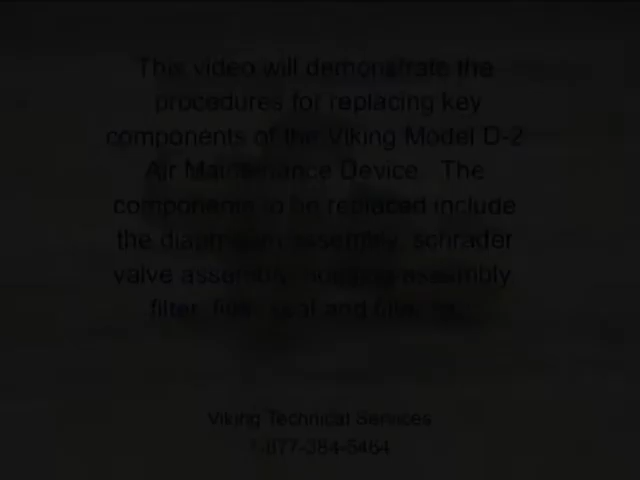 This video will demonstrate the
procedures for replacing key
components of the Viking Model D-2
Air Maintenance Device. The
components to be replaced include
the diaphragm assembly, schrader
valve assembly, assembly
filter, and
Viking Technical Services
1-877-384-5464